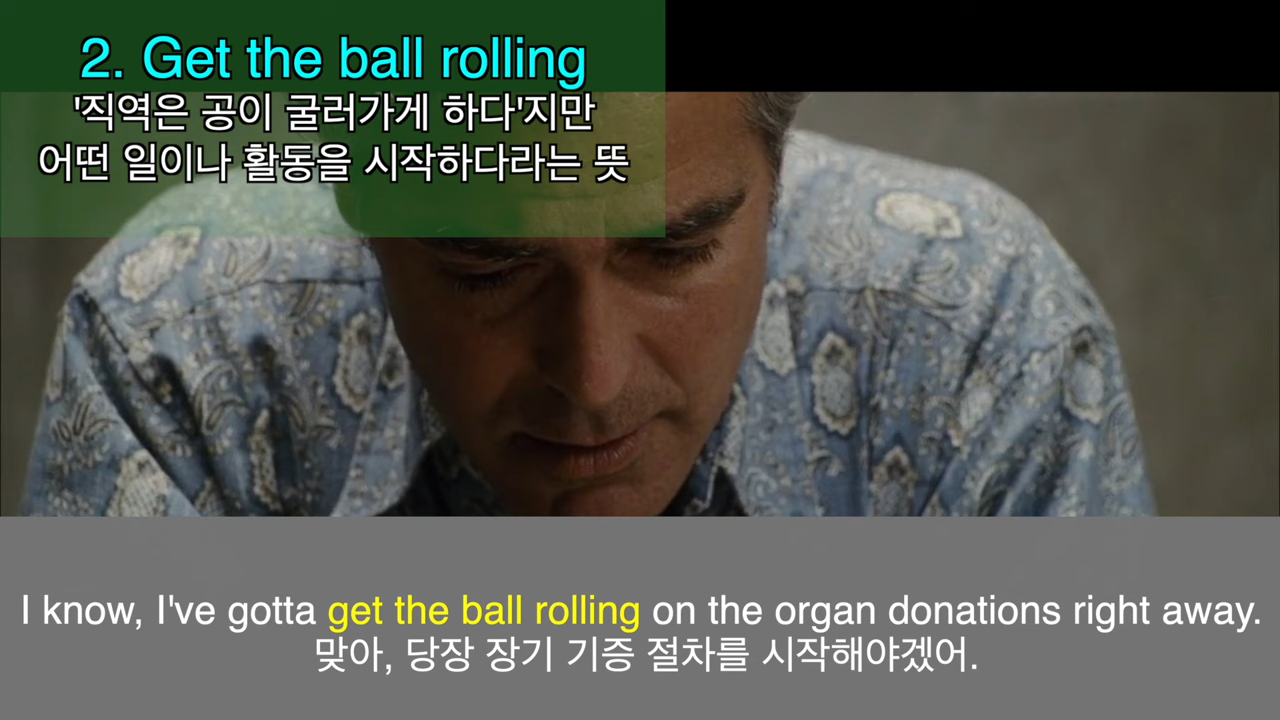 2. Get the ball rolling
'직역은 공이 굴러가게 하다'지만
어떤 일이나 활동을 시작하다라는 뜻
I know, I've gotta get the ball rolling on the organ donations right away.
맞아, 당장 장기 기증 절차를 시작해야겠어.